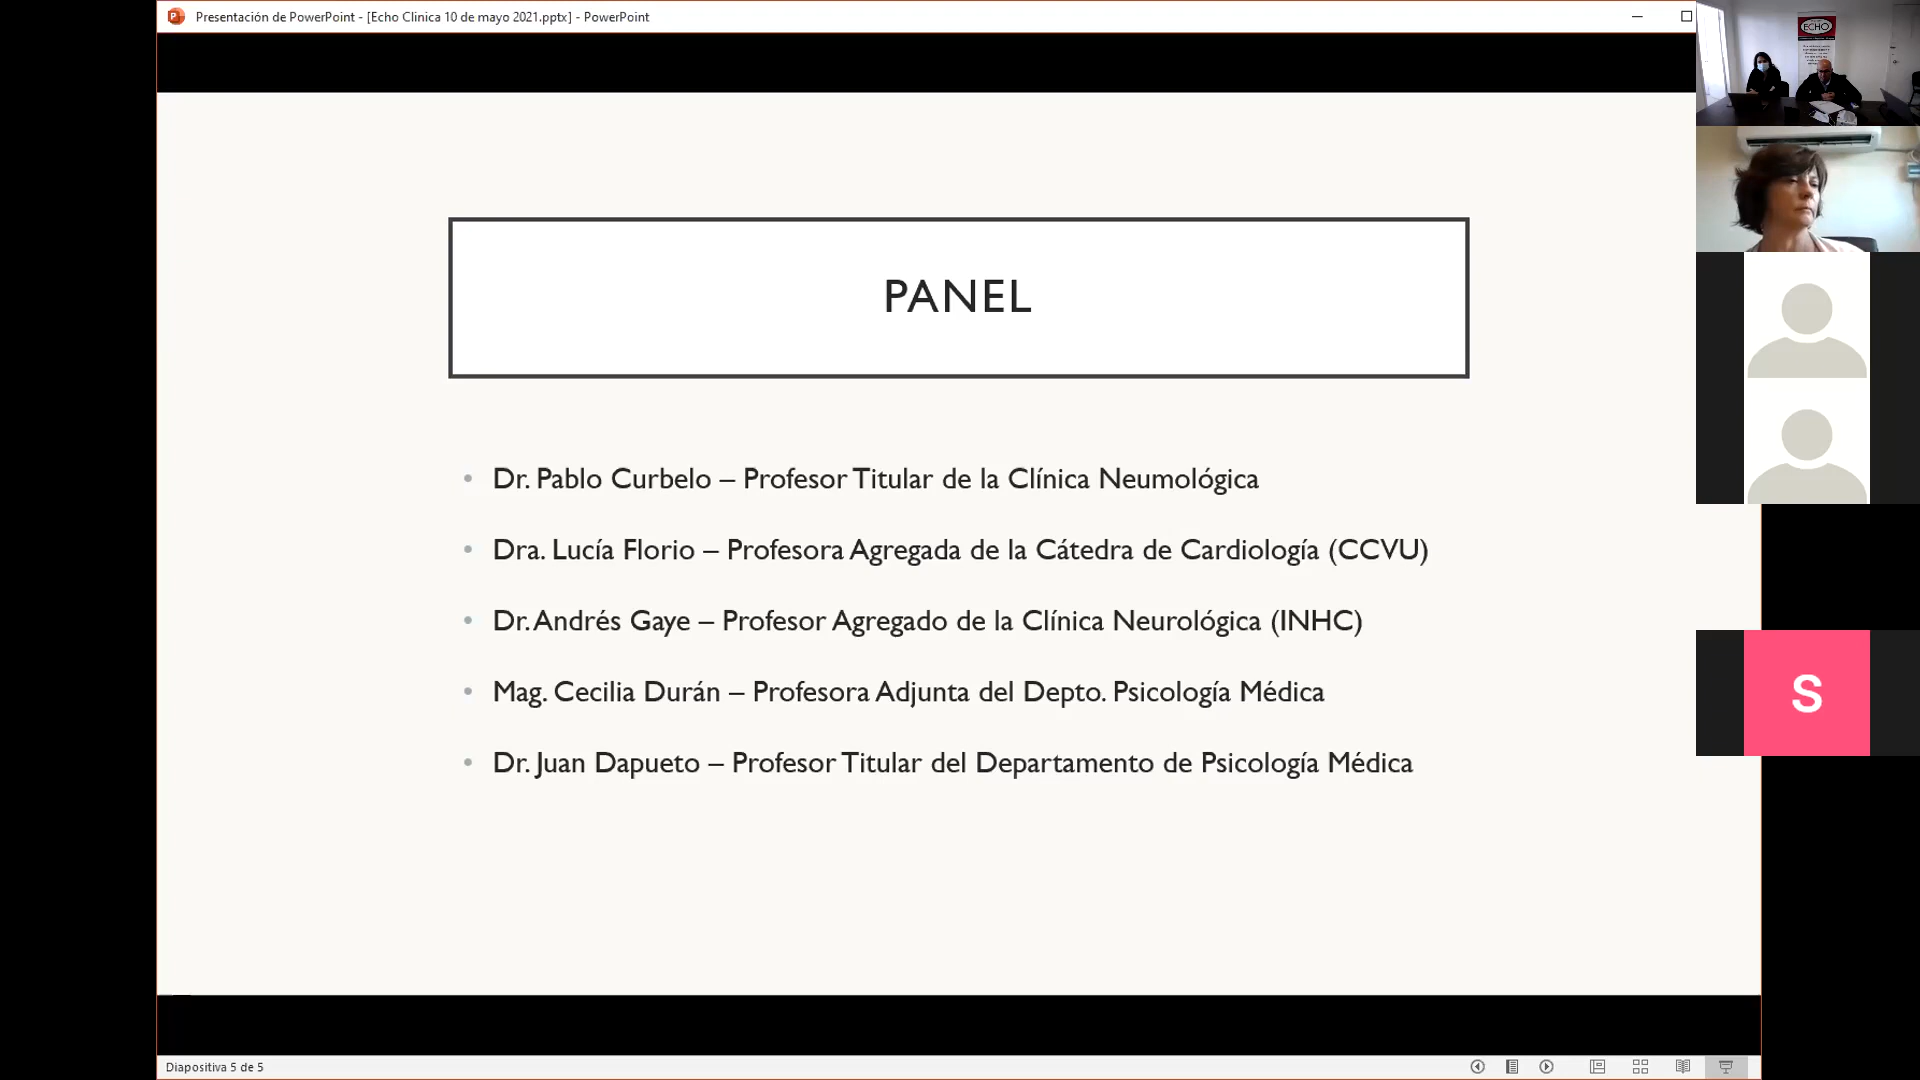 Presentación de PowerPoint - [Echo Clinica 10 de mayo 2021.pptx] - PowerPoint
ECHO
PANEL
• Dr. Pablo Curbelo – Profesor Titular de la Clínica Neumológica
• Dra. Lucía Florio – Profesora Agregada de la Cátedra de Cardiología (CCVU)
• Dr. Andrés Gaye – Profesor Agregado de la Clínica Neurológica (INHC)
• Mag. Cecilia Durán – Profesora Adjunta del Depto. Psicología Médica
• Dr. Juan Dapueto – Profesor Titular del Departamento de Psicología Médica
S
Diapositiva 5 de 5